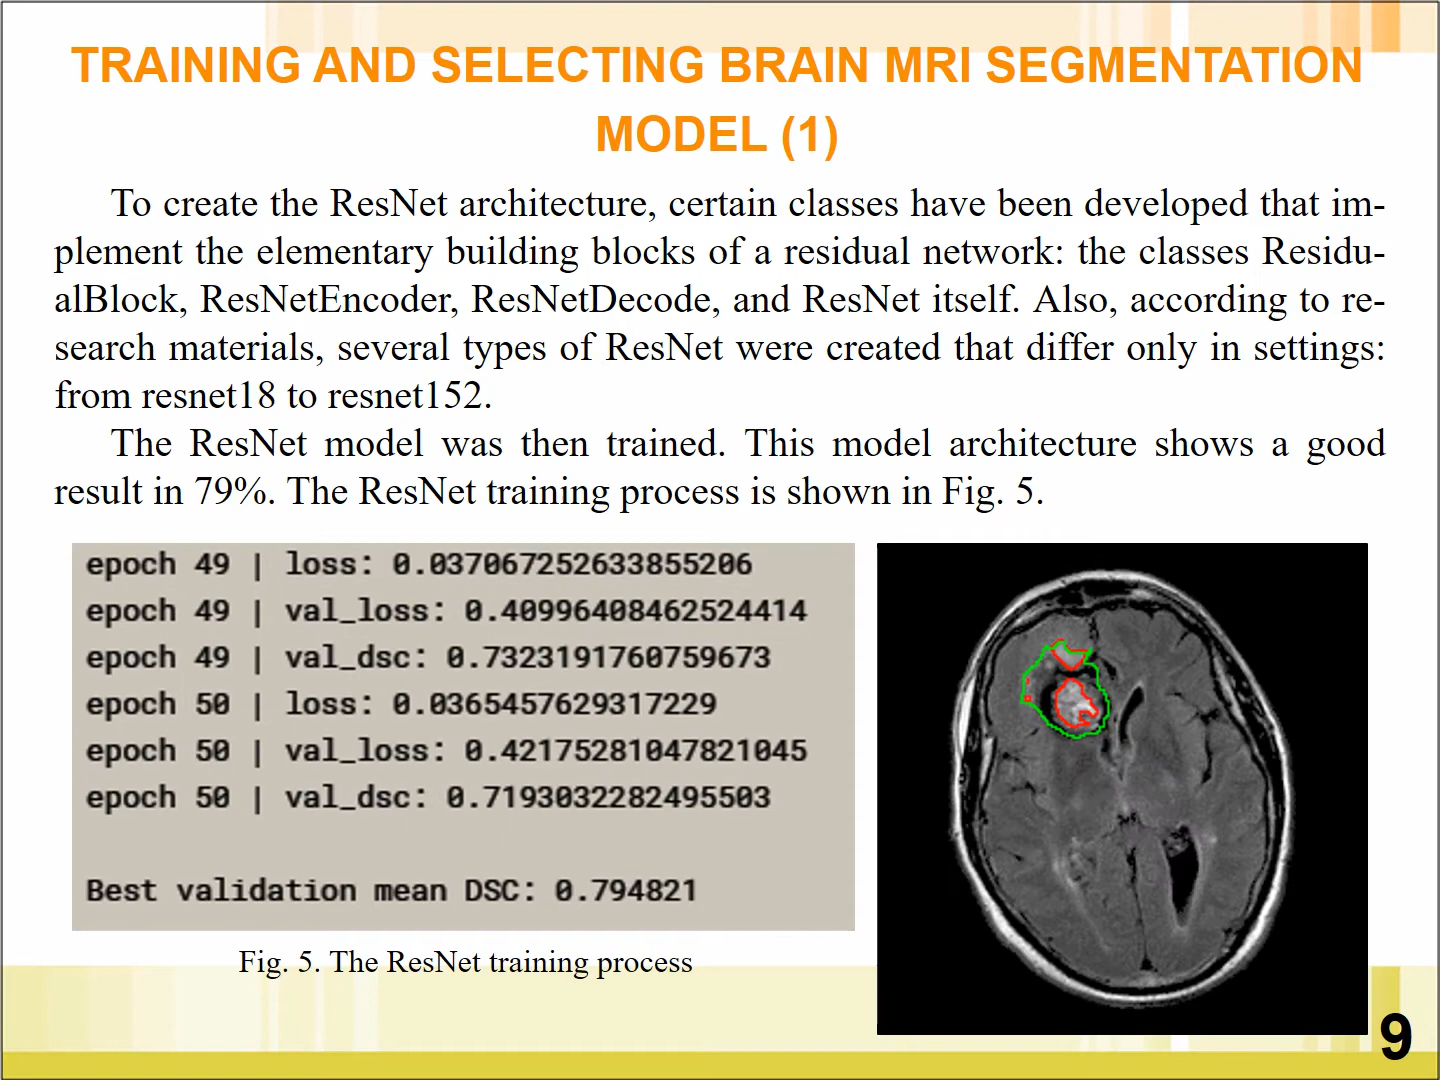 TRAINING AND SELECTING BRAIN MRI SEGMENTATION
MODEL (1)
To create the ResNet architecture, certain classes have been developed that im-
plement the elementary building blocks of a residual network: the classes Residu-
alBlock, ResNetEncoder, ResNetDecode, and ResNet itself. Also, according to re-
search materials, several types of ResNet were created that differ only in settings:
from resnet18 to resnet152.
The ResNet model was then trained. This model architecture shows a good
result in 79%. The ResNet training process is shown in Fig. 5.
epoch 49 | loss: 0.037067252633855206
epoch 49 | val_loss: 0.40996408462524414
epoch 49 | val_dsc: 0.7323191760759673
epoch 50 | loss: 0.0365457629317229
epoch 50 | val_loss: 0.42175281047821045
epoch 50 | val_dsc: 0.7193032282495503
Best validation mean DSC: 0.794821
Fig. 5. The ResNet training process
9